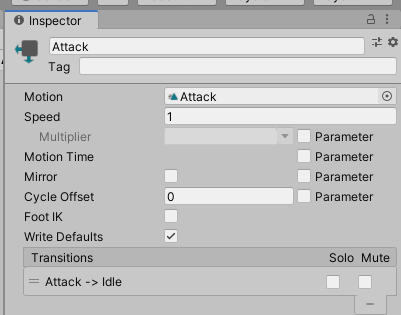 Inspector
Attack
Tag
Motion Attack
Speed 1
Multiplier Parameter
Motion Time Parameter
Mirror Parameter
Cycle Offset 0 Parameter
Foot IK
Write Defaults
Transitions Solo Mute
Attack -> Idle